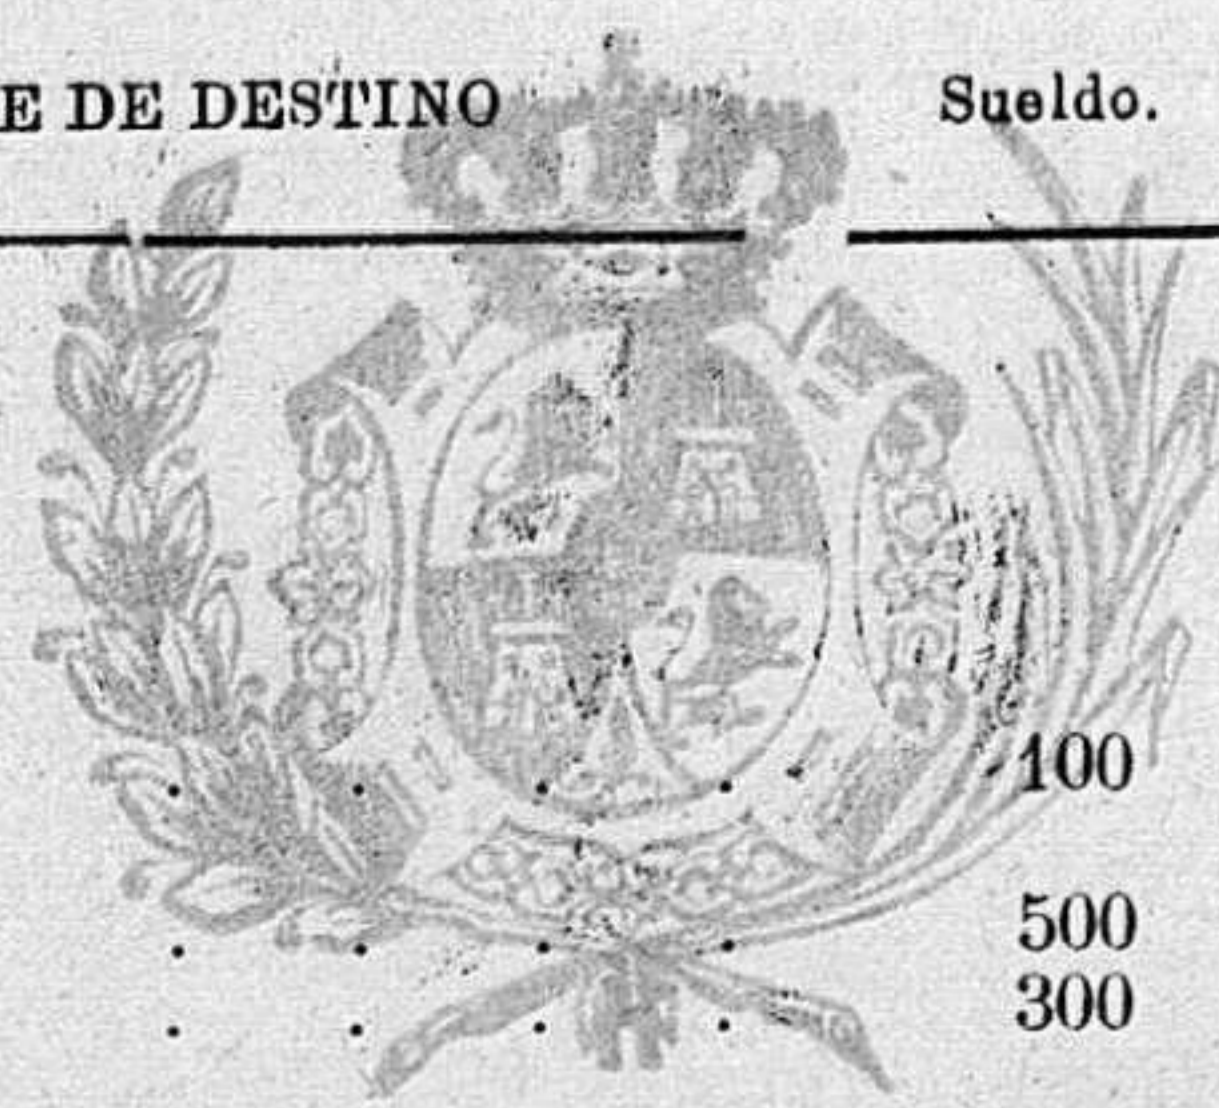 E DE DESTINO Sueldo.
. . . . 100
. . . . 500
. . . . 300